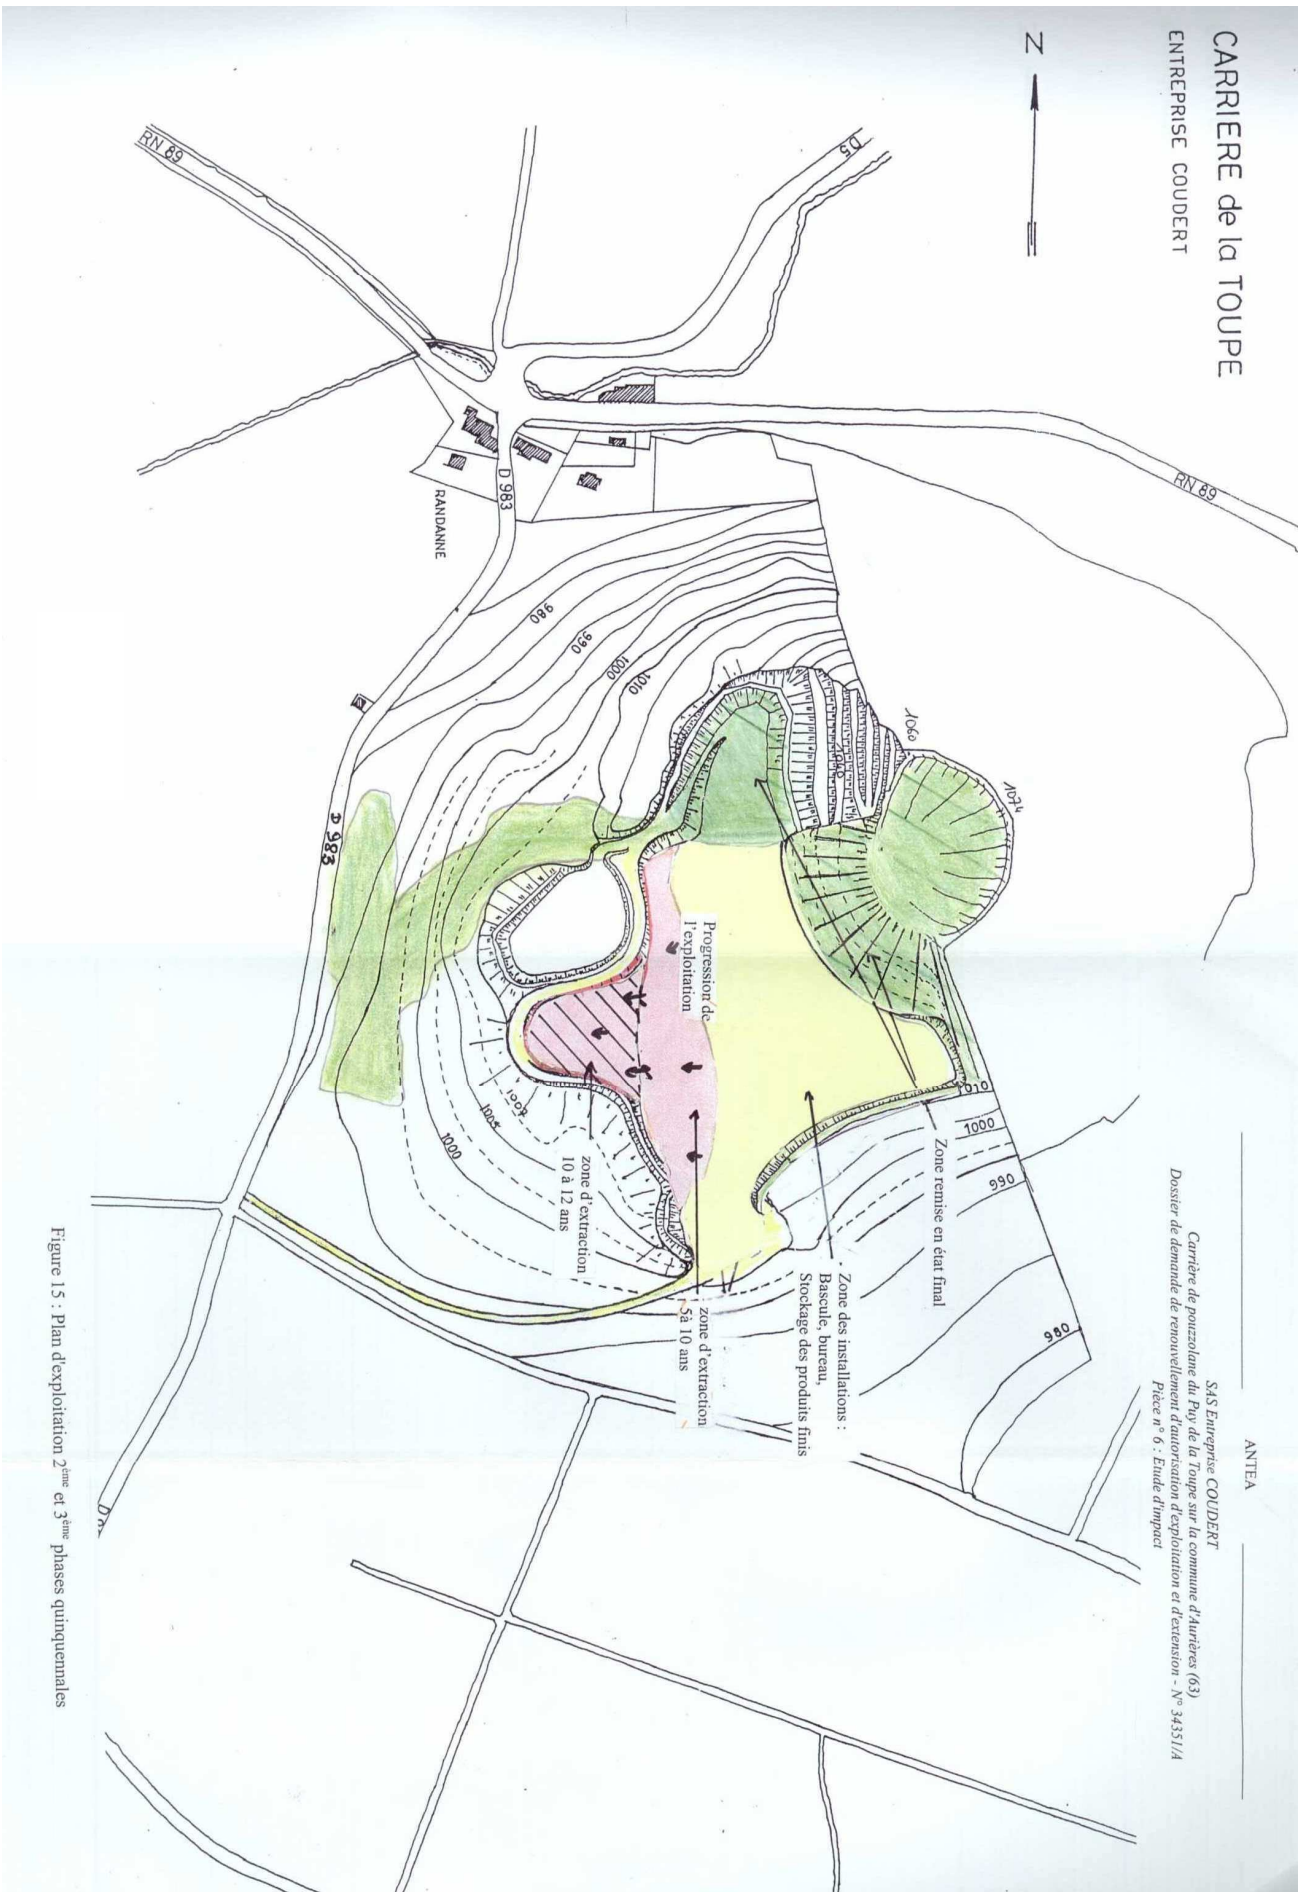 ANTEA
SAS Entreprise COUDERT
Carrière de pouzzolane du Puy de la Toupe sur la commune d'Aurières (63)
Dossier de demande de renouvellement d'autorisation d'exploitation et d'extension - N° 34351/A
Pièce n° 6 : Etude d'impact
CARRIERE de la TOUPE
ENTREPRISE COUDERT
N
RN 89
D5
RN 89
D 983
RANDANNE
980
990
1000
1010
1060
1074
1040
D 983
Progression de
l'exploitation
1010
1000
990
980
Zone remise en état final
Zone des installations :
Bascule, bureau,
Stockage des produits finis
zone d'extraction
5à 10 ans
zone d'extraction
10 à 12 ans
1005
1000
Figure 15 : Plan d'exploitation 2ème et 3ème phases quinquennales